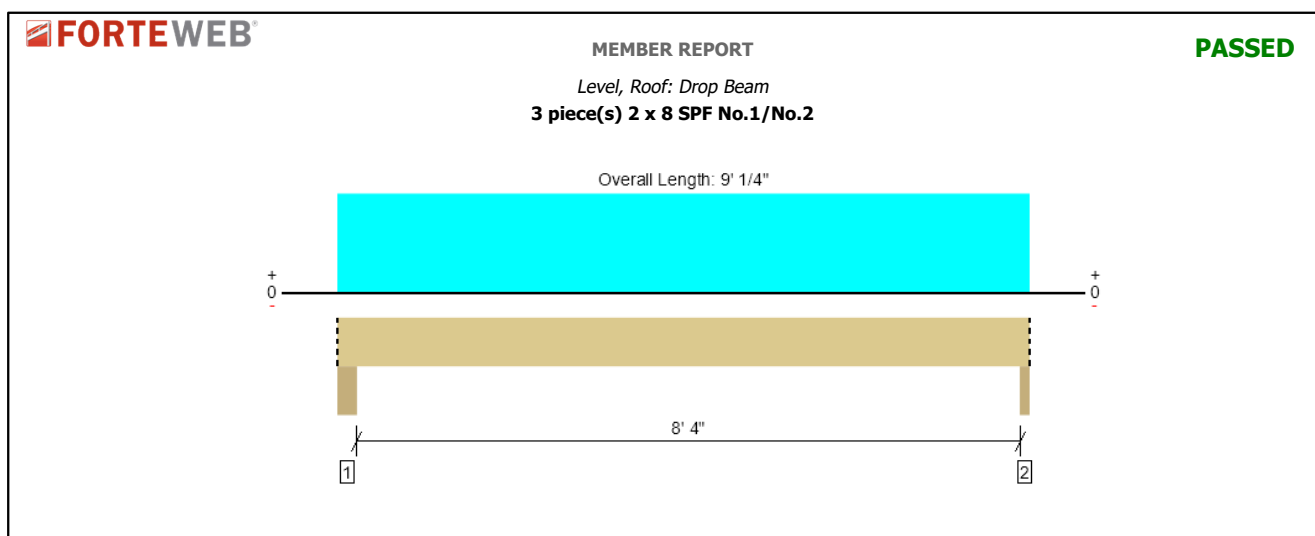 FORTEWEB®
MEMBER REPORT
PASSED
Level, Roof: Drop Beam
3 piece(s) 2 x 8 SPF No.1/No.2
Overall Length: 9' 1/4"
+
+
0
0
-
-
8' 4"
1
2